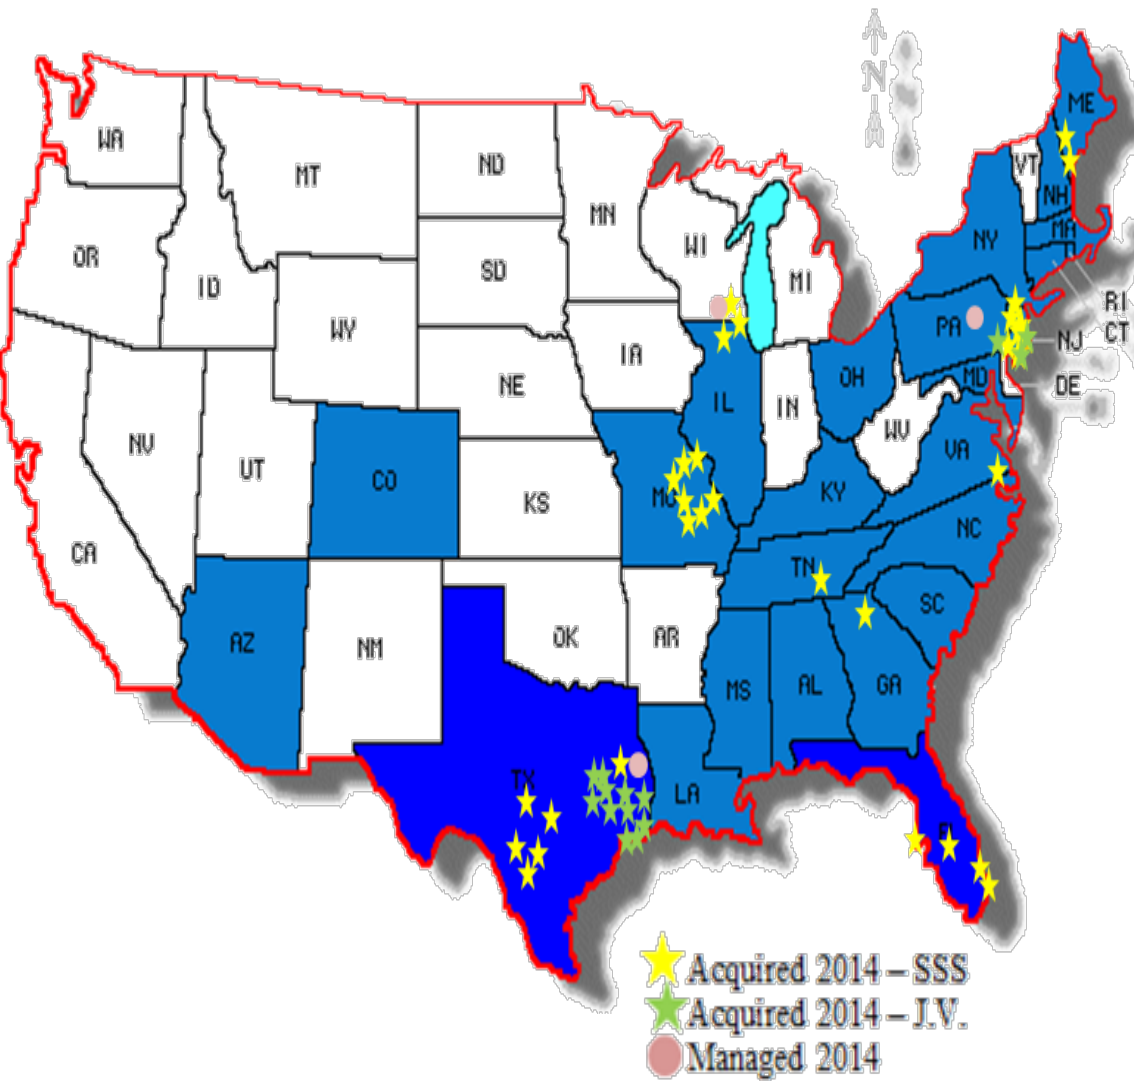 N
ME
WA
VT
MT
ND
NH
MN
MA
NY
WI
OR
SD
MI
ID
RI
PA
WY
CT
NJ
IA
MD
OH
NE
DE
IL
IN
WV
NV
VA
UT
CO
KY
MO
KS
NC
CA
TN
SC
OK
AR
AZ
NM
GA
AL
MS
TX
LA
FL
Acquired 2014 – SSS
Acquired 2014 – J.V.
Managed 2014